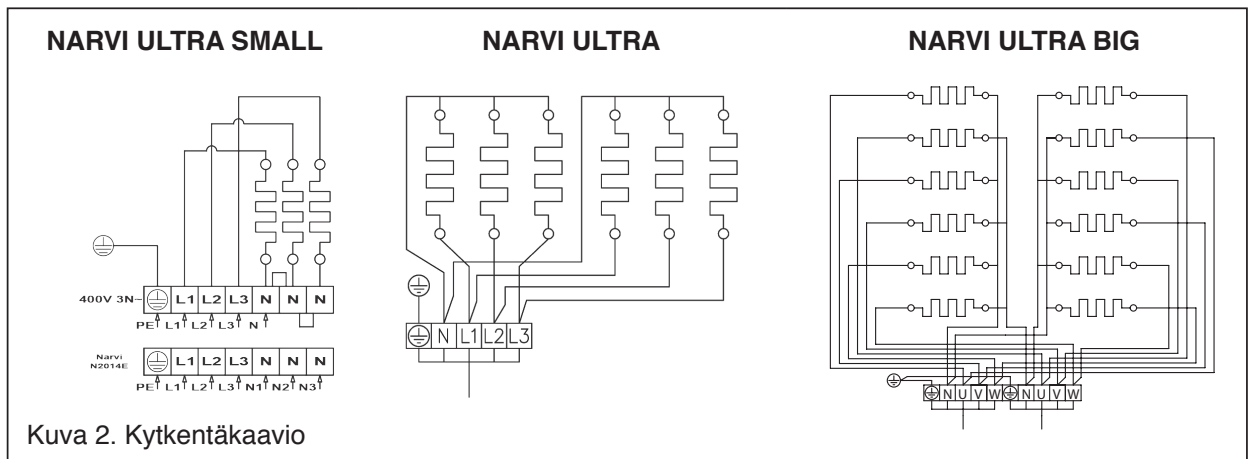 NARVI ULTRA SMALL
400V 3N~
L1 L2 L3 N N N
PE L1 L2 L3 N
Narvi
N2014E
L1 L2 L3 N N N
PE L1 L2 L3 N1 N2 N3
NARVI ULTRA
N L1 L2 L3
NARVI ULTRA BIG
N U V W N U V W
Kuva 2. Kytkentäkaavio